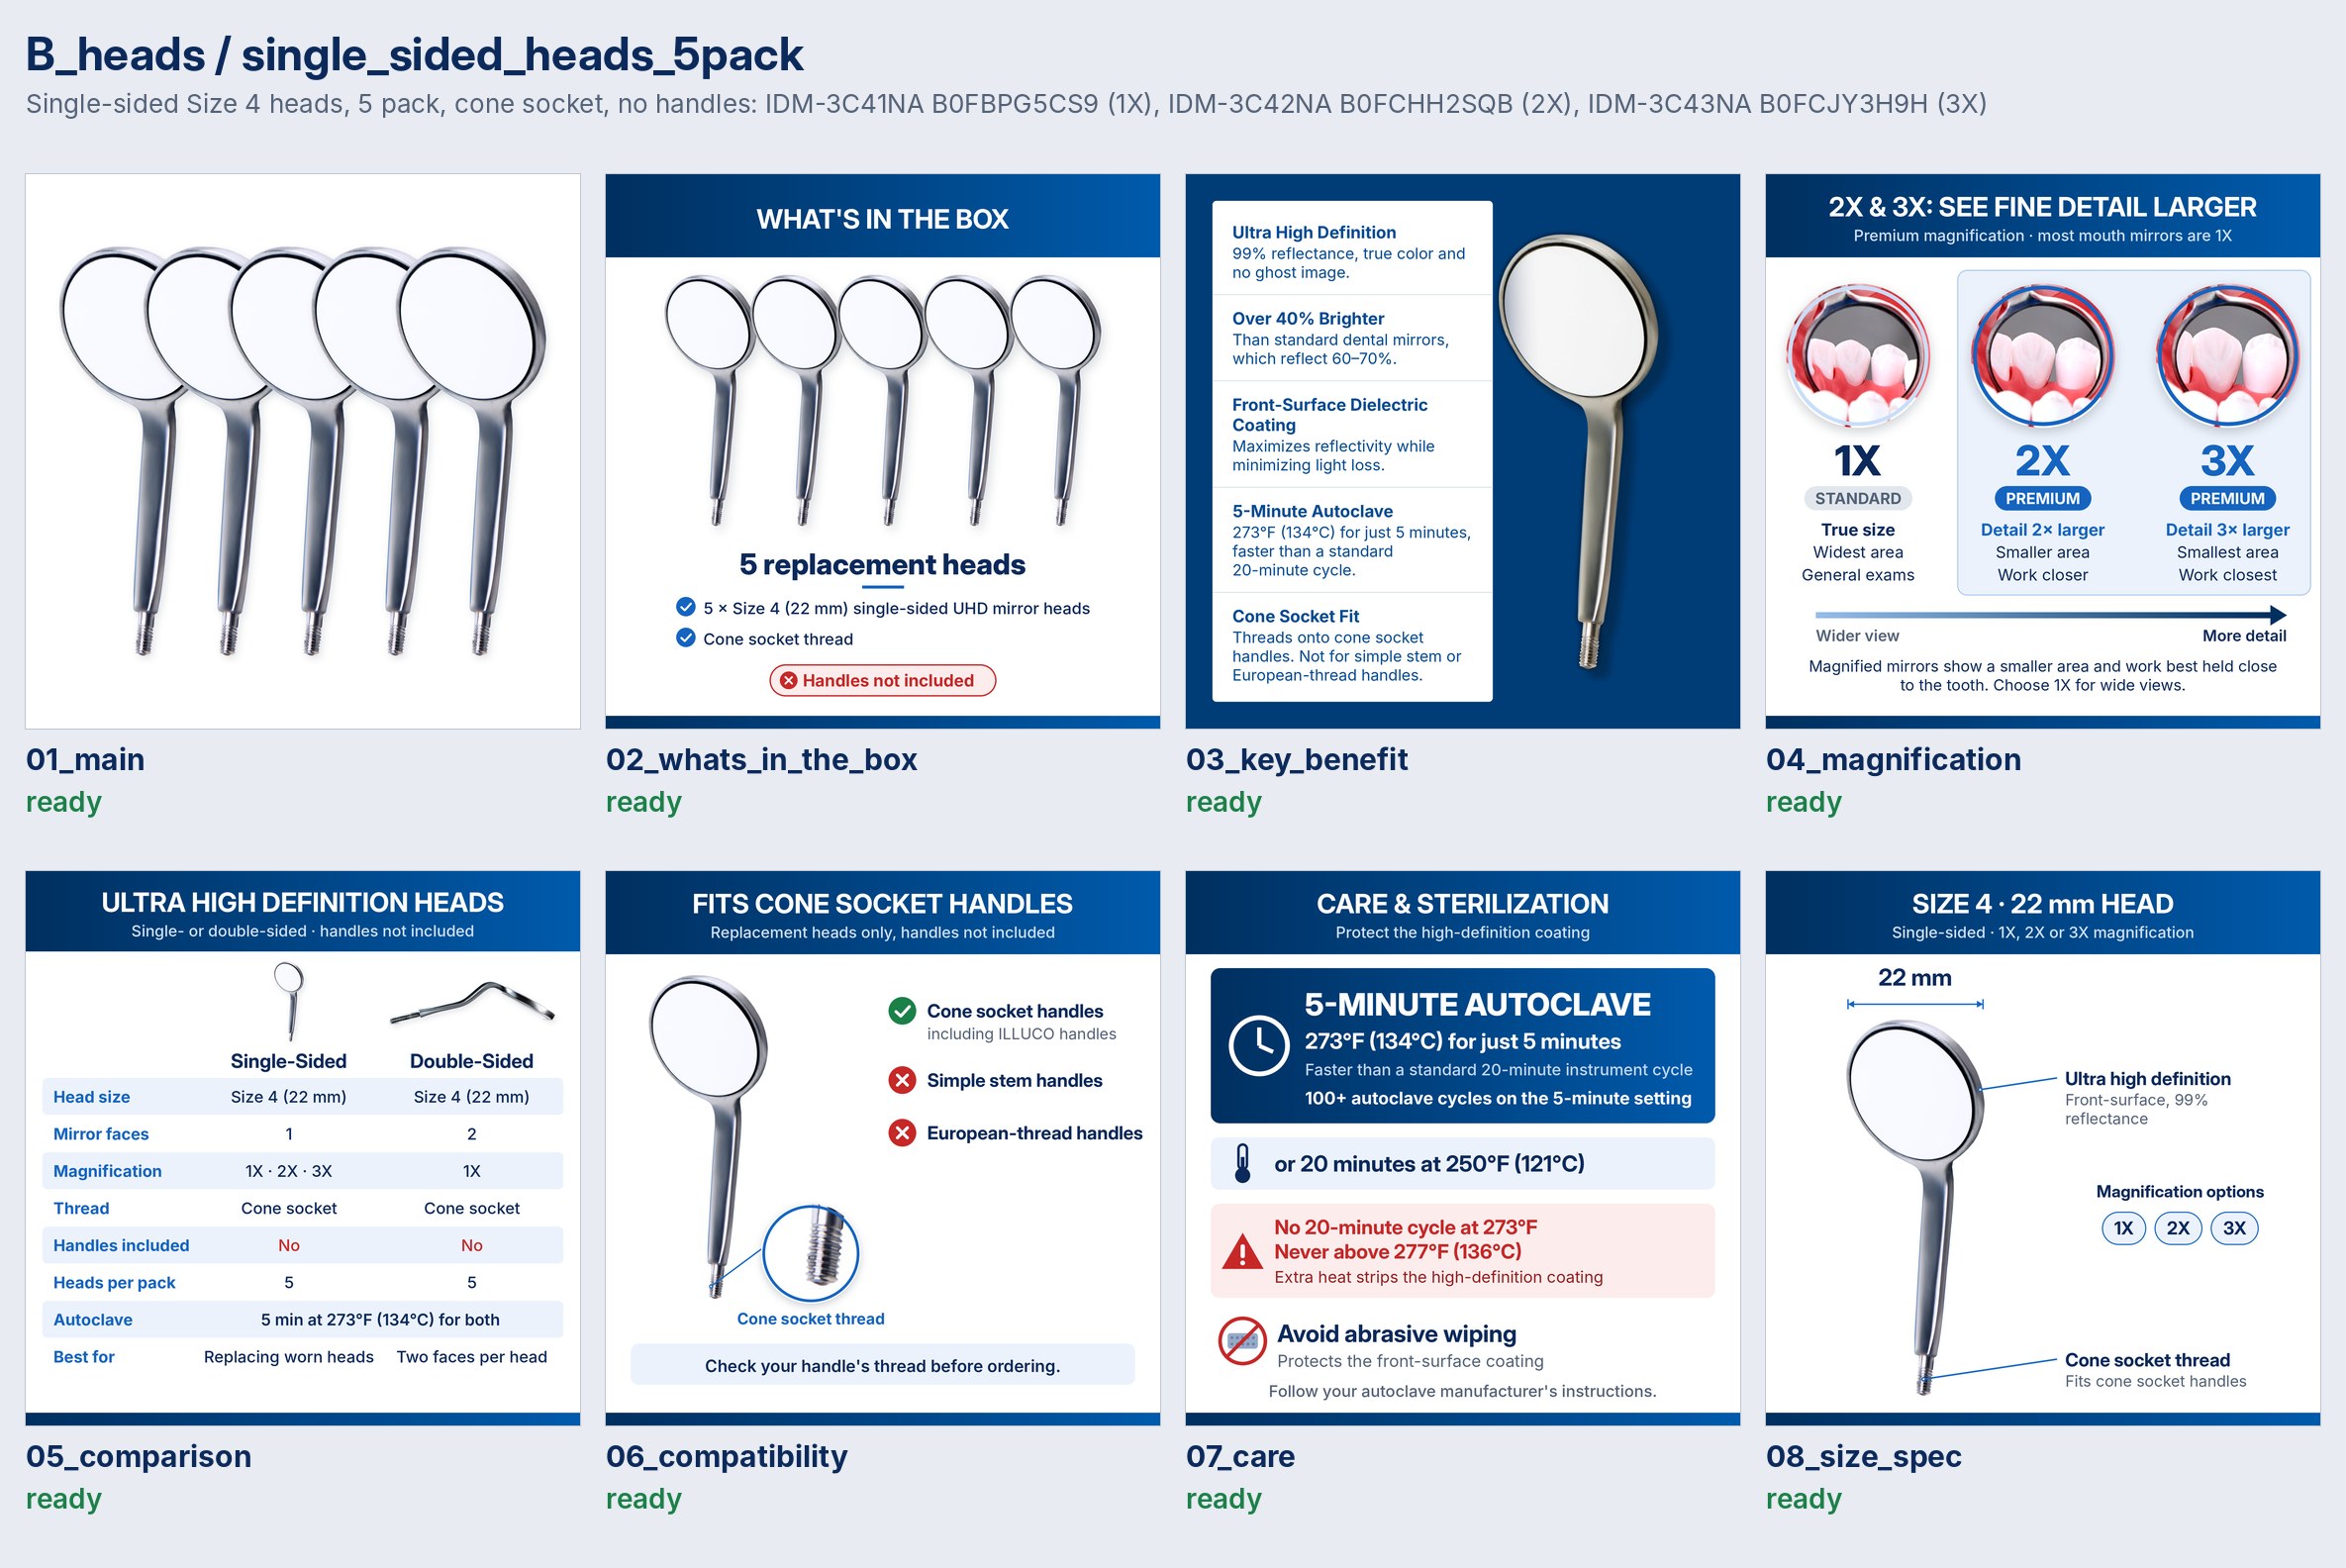 B_heads / single_sided_heads_5pack
Single-sided Size 4 heads, 5 pack, cone socket, no handles: IDM-3C41NA B0FBPG5CS9 (1X), IDM-3C42NA B0FCHH2SQB (2X), IDM-3C43NA B0FCJY3H9H (3X)
01_main
ready
WHAT'S IN THE BOX
5 replacement heads
5 × Size 4 (22 mm) single-sided UHD mirror heads
Cone socket thread
Handles not included
02_whats_in_the_box
ready
Ultra High Definition
99% reflectance, true color and
no ghost image.
Over 40% Brighter
Than standard dental mirrors,
which reflect 60–70%.
Front-Surface Dielectric
Coating
Maximizes reflectivity while
minimizing light loss.
5-Minute Autoclave
273°F (134°C) for just 5 minutes,
faster than a standard
20-minute cycle.
Cone Socket Fit
Threads onto cone socket
handles. Not for simple stem or
European-thread handles.
03_key_benefit
ready
2X & 3X: SEE FINE DETAIL LARGER
Premium magnification · most mouth mirrors are 1X
1X 2X 3X
STANDARD PREMIUM PREMIUM
True size Detail 2× larger Detail 3× larger
Widest area Smaller area Smallest area
General exams Work closer Work closest
Wider view More detail
Magnified mirrors show a smaller area and work best held close
to the tooth. Choose 1X for wide views.
04_magnification
ready
ULTRA HIGH DEFINITION HEADS
Single- or double-sided · handles not included
Single-Sided Double-Sided
Head size Size 4 (22 mm) Size 4 (22 mm)
Mirror faces 1 2
Magnification 1X · 2X · 3X 1X
Thread Cone socket Cone socket
Handles included No No
Heads per pack 5 5
Autoclave 5 min at 273°F (134°C) for both
Best for Replacing worn heads Two faces per head
05_comparison
ready
FITS CONE SOCKET HANDLES
Replacement heads only, handles not included
Cone socket handles
including ILLUCO handles
Simple stem handles
European-thread handles
Cone socket thread
Check your handle's thread before ordering.
06_compatibility
ready
CARE & STERILIZATION
Protect the high-definition coating
5-MINUTE AUTOCLAVE
273°F (134°C) for just 5 minutes
Faster than a standard 20-minute instrument cycle
100+ autoclave cycles on the 5-minute setting
or 20 minutes at 250°F (121°C)
No 20-minute cycle at 273°F
Never above 277°F (136°C)
Extra heat strips the high-definition coating
Avoid abrasive wiping
Protects the front-surface coating
Follow your autoclave manufacturer's instructions.
07_care
ready
SIZE 4 · 22 mm HEAD
Single-sided · 1X, 2X or 3X magnification
22 mm
Ultra high definition
Front-surface, 99%
reflectance
Magnification options
1X 2X 3X
Cone socket thread
Fits cone socket handles
08_size_spec
ready